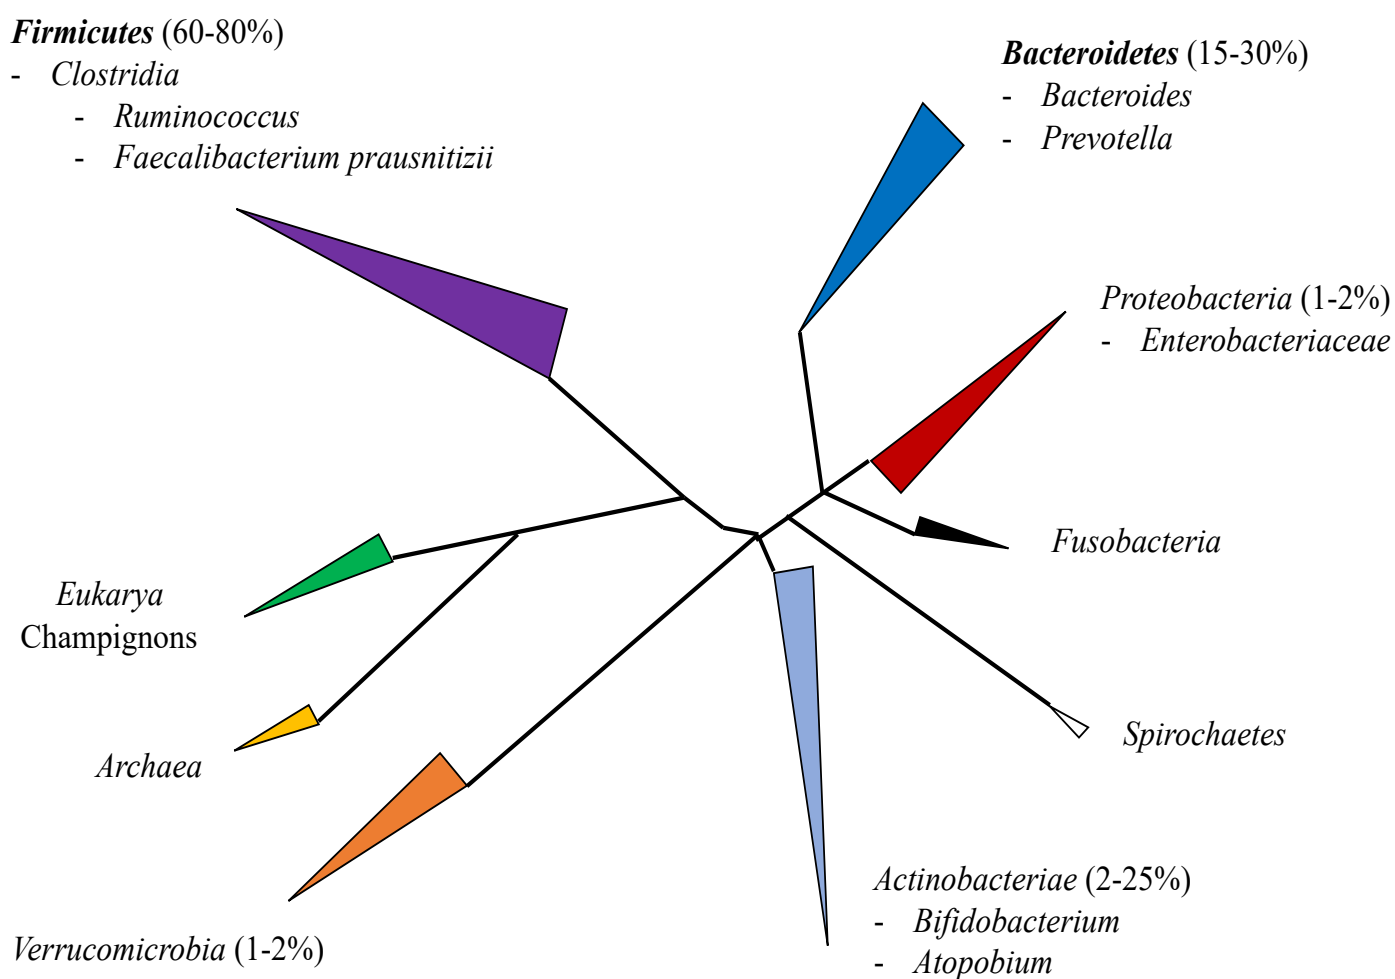 Firmicutes (60-80%)
- Clostridia
- Ruminococcus
- Faecalibacterium prausnitizii
Bacteroidetes (15-30%)
- Bacteroides
- Prevotella
Proteobacteria (1-2%)
- Enterobacteriaceae
Fusobacteria
Eukarya
Champignons
Spirochaetes
Archaea
Actinobacteriae (2-25%)
- Bifidobacterium
- Atopobium
Verrucomicrobia (1-2%)